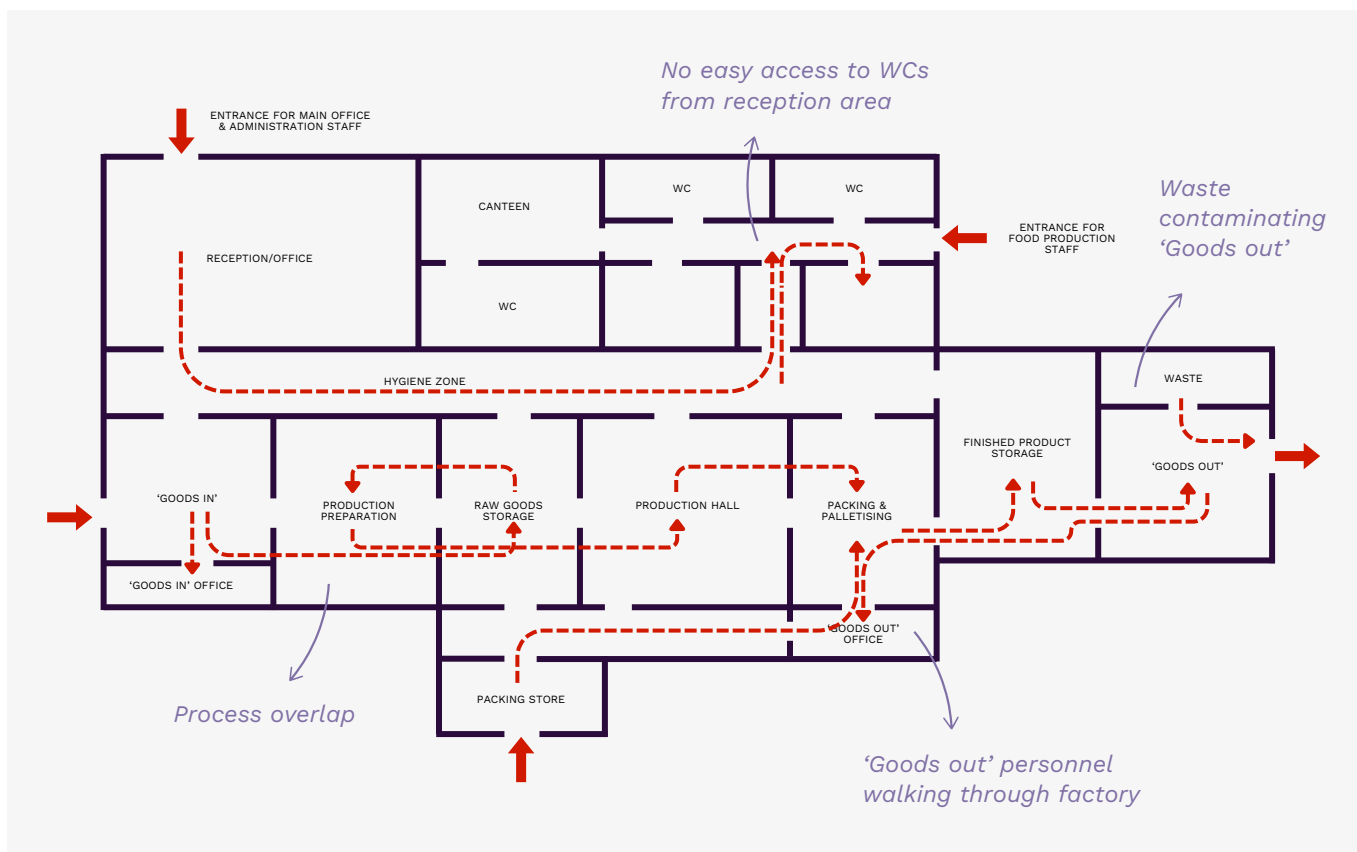 No easy access to WCs
from reception area
ENTRANCE FOR MAIN OFFICE
& ADMINISTRATION STAFF
Waste
contaminating
‘Goods out’
WC
WC
CANTEEN
ENTRANCE FOR
FOOD PRODUCTION
STAFF
RECEPTION/OFFICE
WC
HYGIENE ZONE
WASTE
FINISHED PRODUCT
STORAGE
‘GOODS OUT’
‘GOODS IN’
PRODUCTION
PREPARATION
RAW GOODS
STORAGE
PRODUCTION HALL
PACKING &
PALLETISING
‘GOODS IN’ OFFICE
‘GOODS OUT’
OFFICE
PACKING STORE
Process overlap
‘Goods out’ personnel
walking through factory